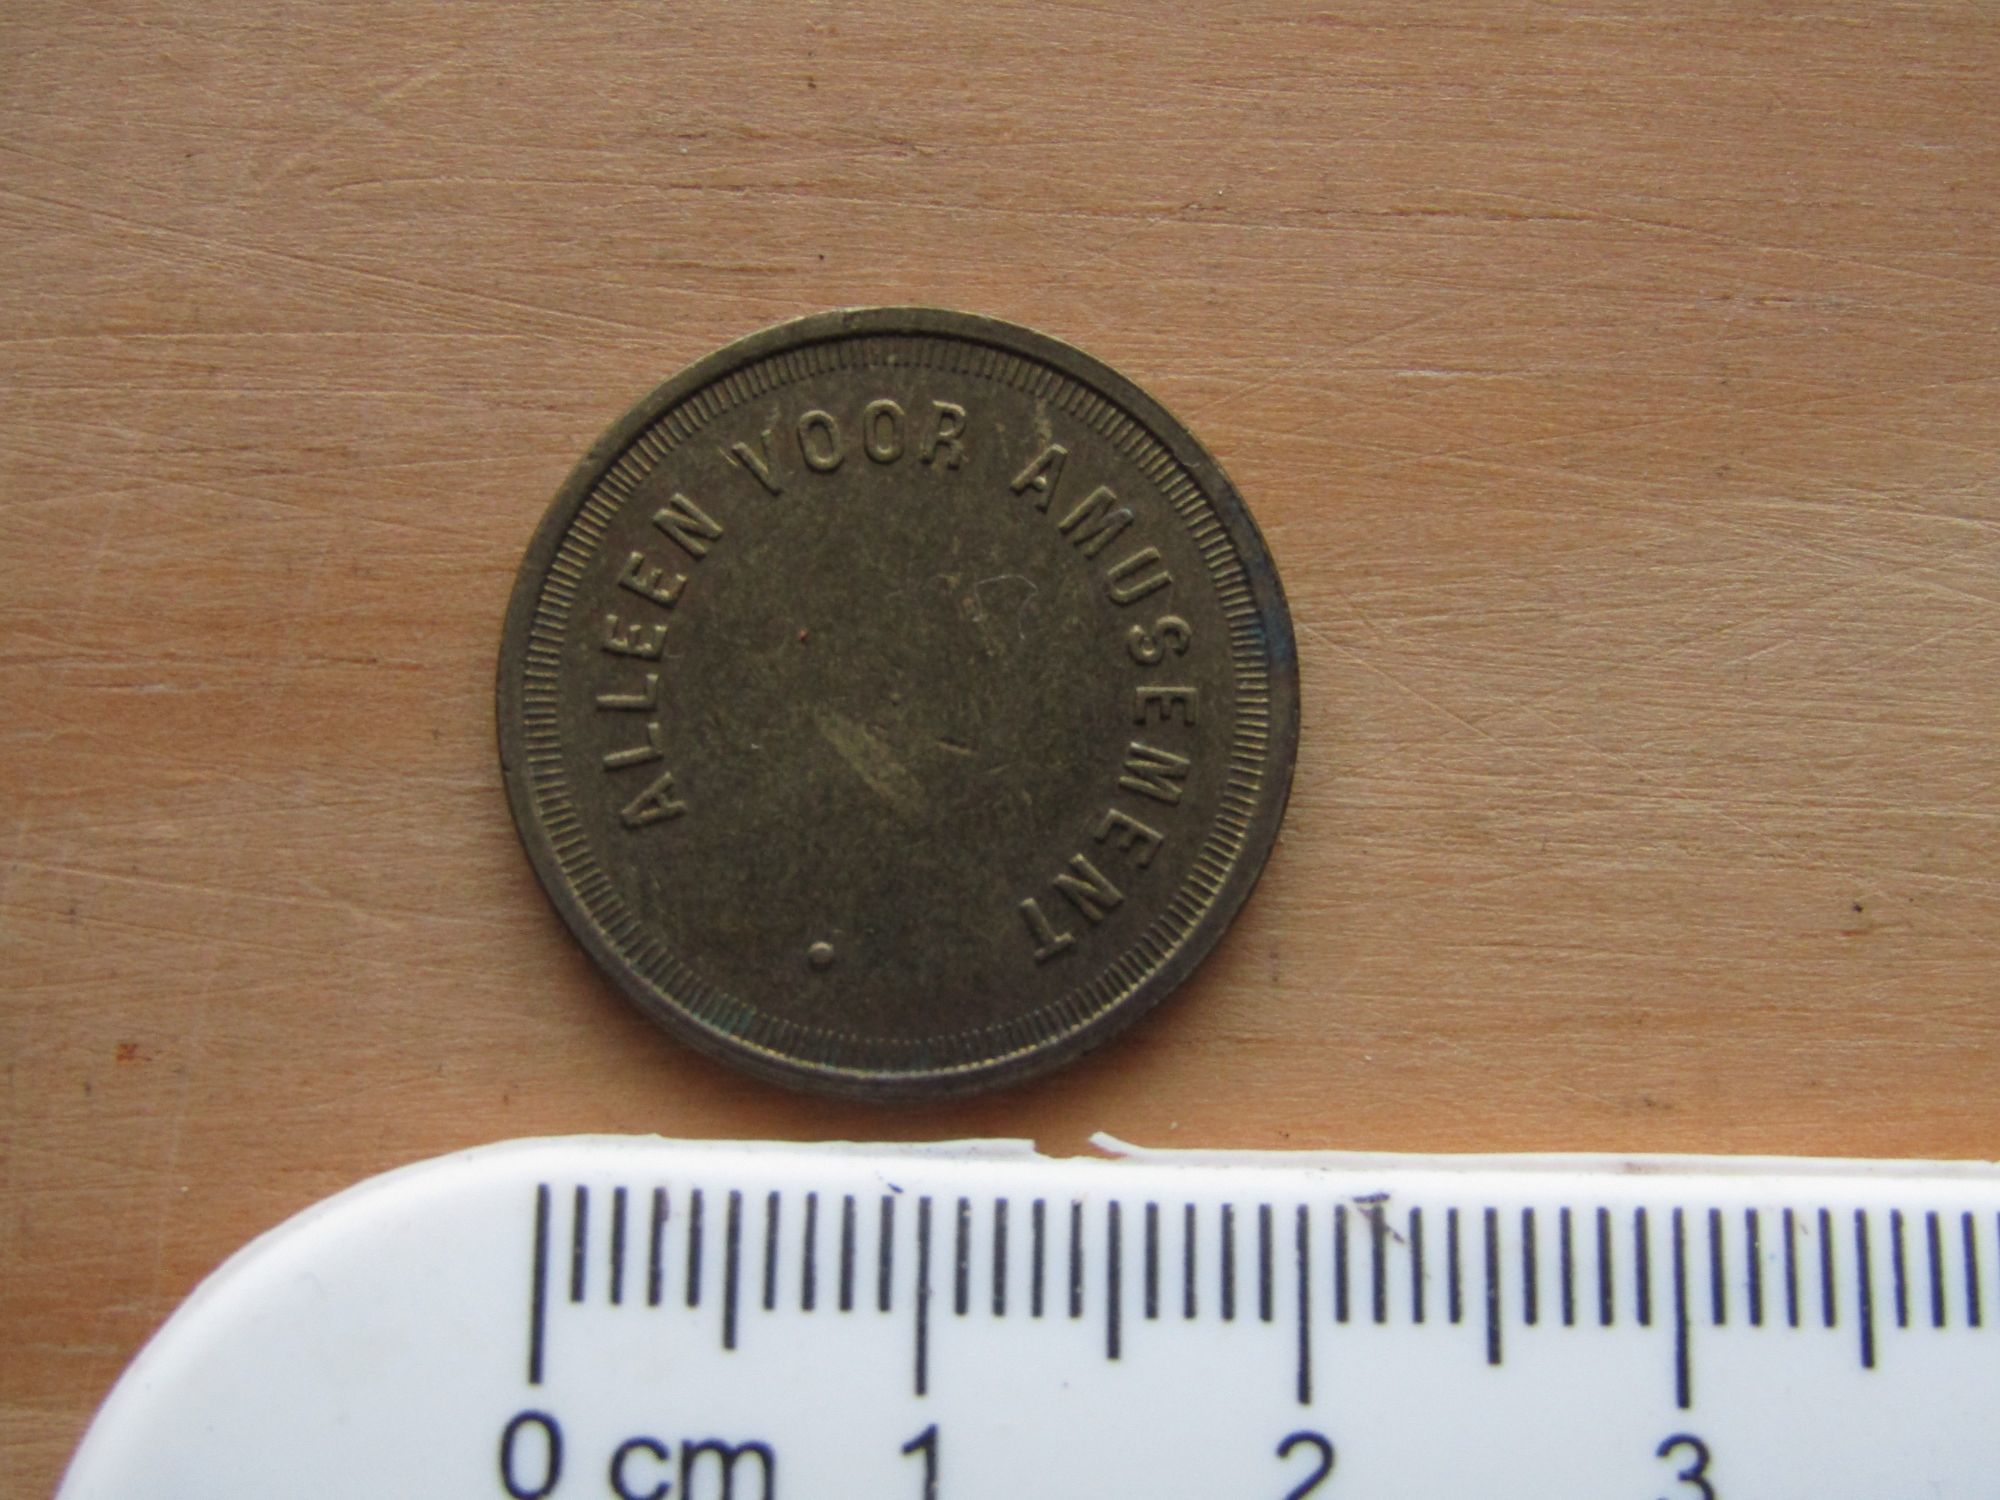 ALLEEN VOOR AMUSEMENT
0 cm 1 2 3